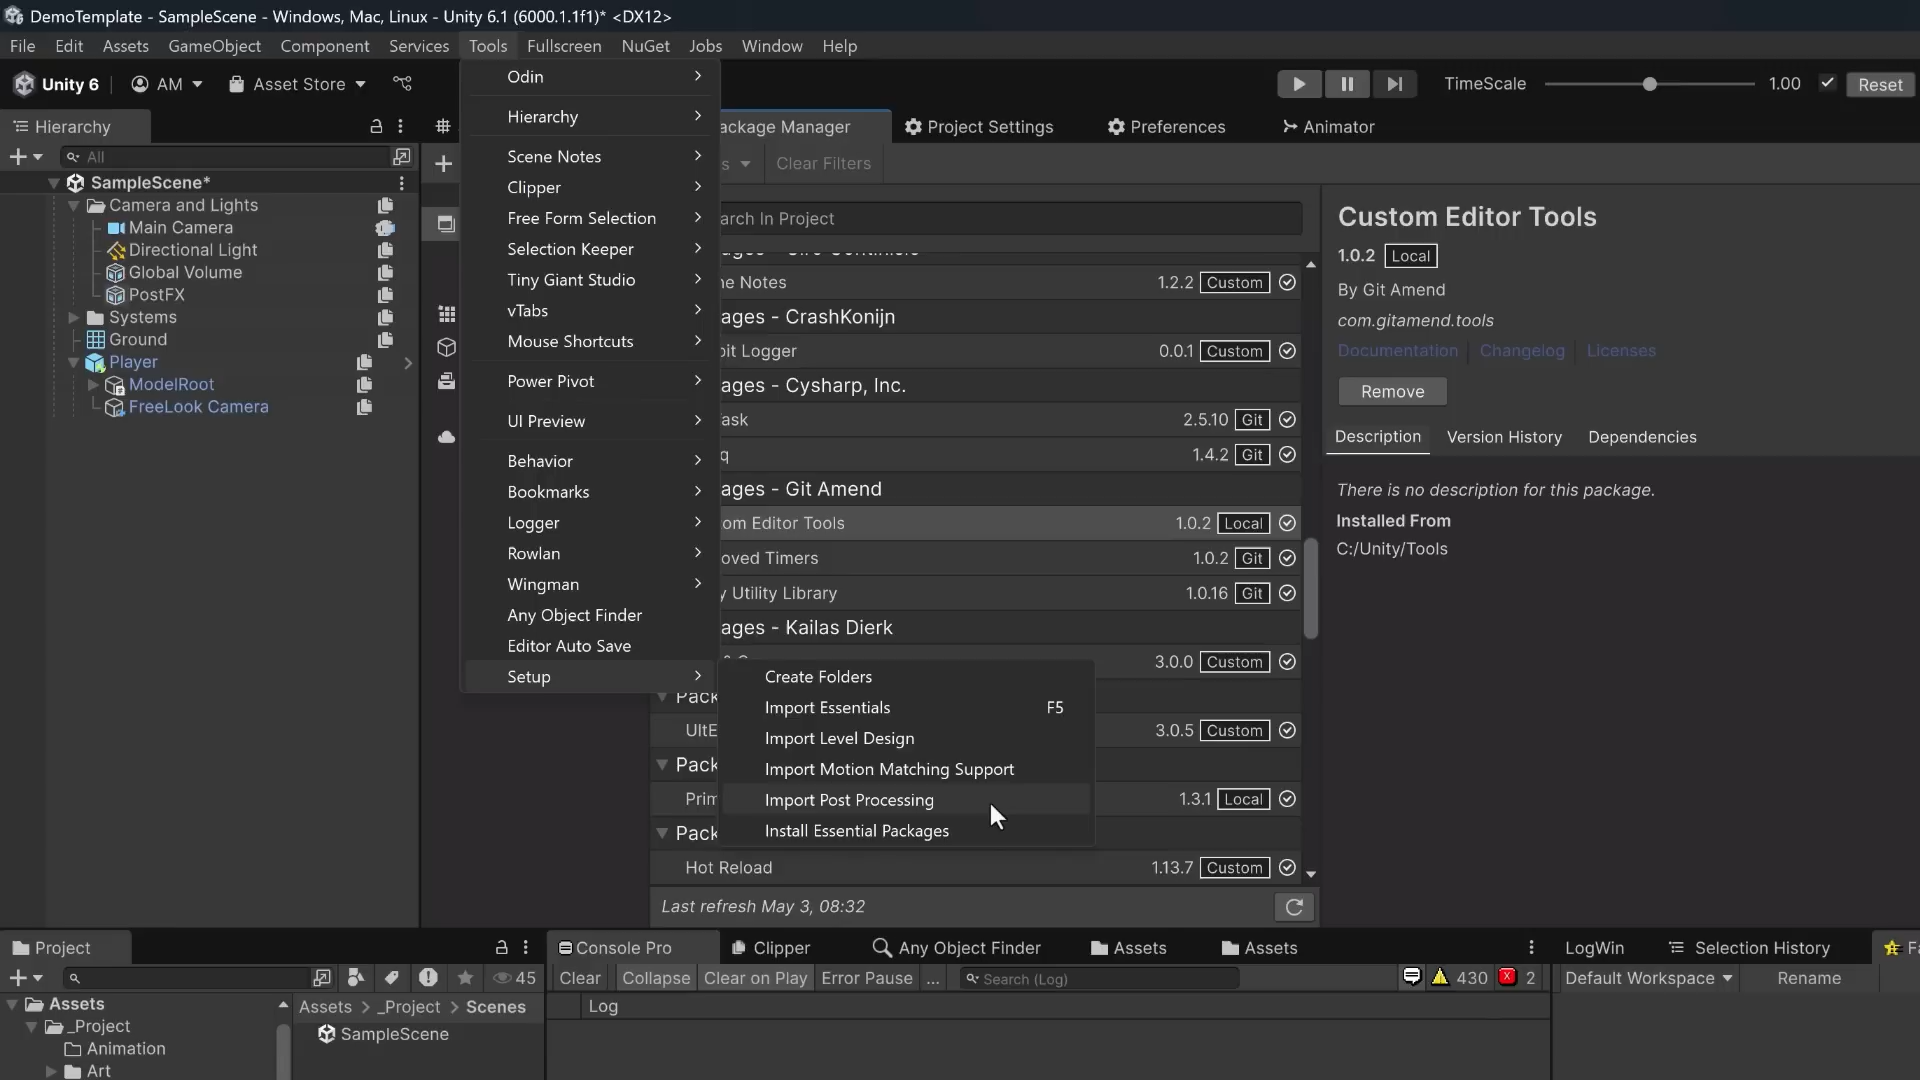 DemoTemplate - SampleScene - Windows, Mac, Linux - Unity 6.1 (6000.1.1f1)* <DX12>
File Edit Assets GameObject Component Services Tools Fullscreen NuGet Jobs Window Help
Unity 6 AM Asset Store TimeScale 1.00 Reset
Hierarchy
All
SampleScene*
Camera and Lights
Main Camera
Directional Light
Global Volume
PostFX
Systems
Ground
Player
ModelRoot
FreeLook Camera
Odin
Hierarchy
Scene Notes
Clipper
Free Form Selection
Selection Keeper
Tiny Giant Studio
vTabs
Mouse Shortcuts
Power Pivot
UI Preview
Behavior
Bookmarks
Logger
Rowlan
Wingman
Any Object Finder
Editor Auto Save
Setup
Create Folders
Import Essentials F5
Import Level Design
Import Motion Matching Support
Import Post Processing
Install Essential Packages
ackage Manager Project Settings Preferences Animator
s Clear Filters
arch In Project
ne Notes 1.2.2 Custom
ages - CrashKonijn
bit Logger 0.0.1 Custom
ages - Cysharp, Inc.
ask 2.5.10 Git
q 1.4.2 Git
ages - Git Amend
om Editor Tools 1.0.2 Local
oved Timers 1.0.2 Git
y Utility Library 1.0.16 Git
ages - Kailas Dierk
3.0.0 Custom
Pack
UltE 3.0.5 Custom
Pack
Prim 1.3.1 Local
Pack
Hot Reload 1.13.7 Custom
Last refresh May 3, 08:32
Custom Editor Tools
1.0.2 Local
By Git Amend
com.gitamend.tools
Documentation Changelog Licenses
Remove
Description Version History Dependencies
There is no description for this package.
Installed From
C:/Unity/Tools
Project
45
Assets
_Project
Animation
Art
Assets > _Project > Scenes
SampleScene
Console Pro Clipper Any Object Finder Assets Assets
Clear Collapse Clear on Play Error Pause ... Search (Log) 430 2
Log
LogWin Selection History Fa
Default Workspace Rename